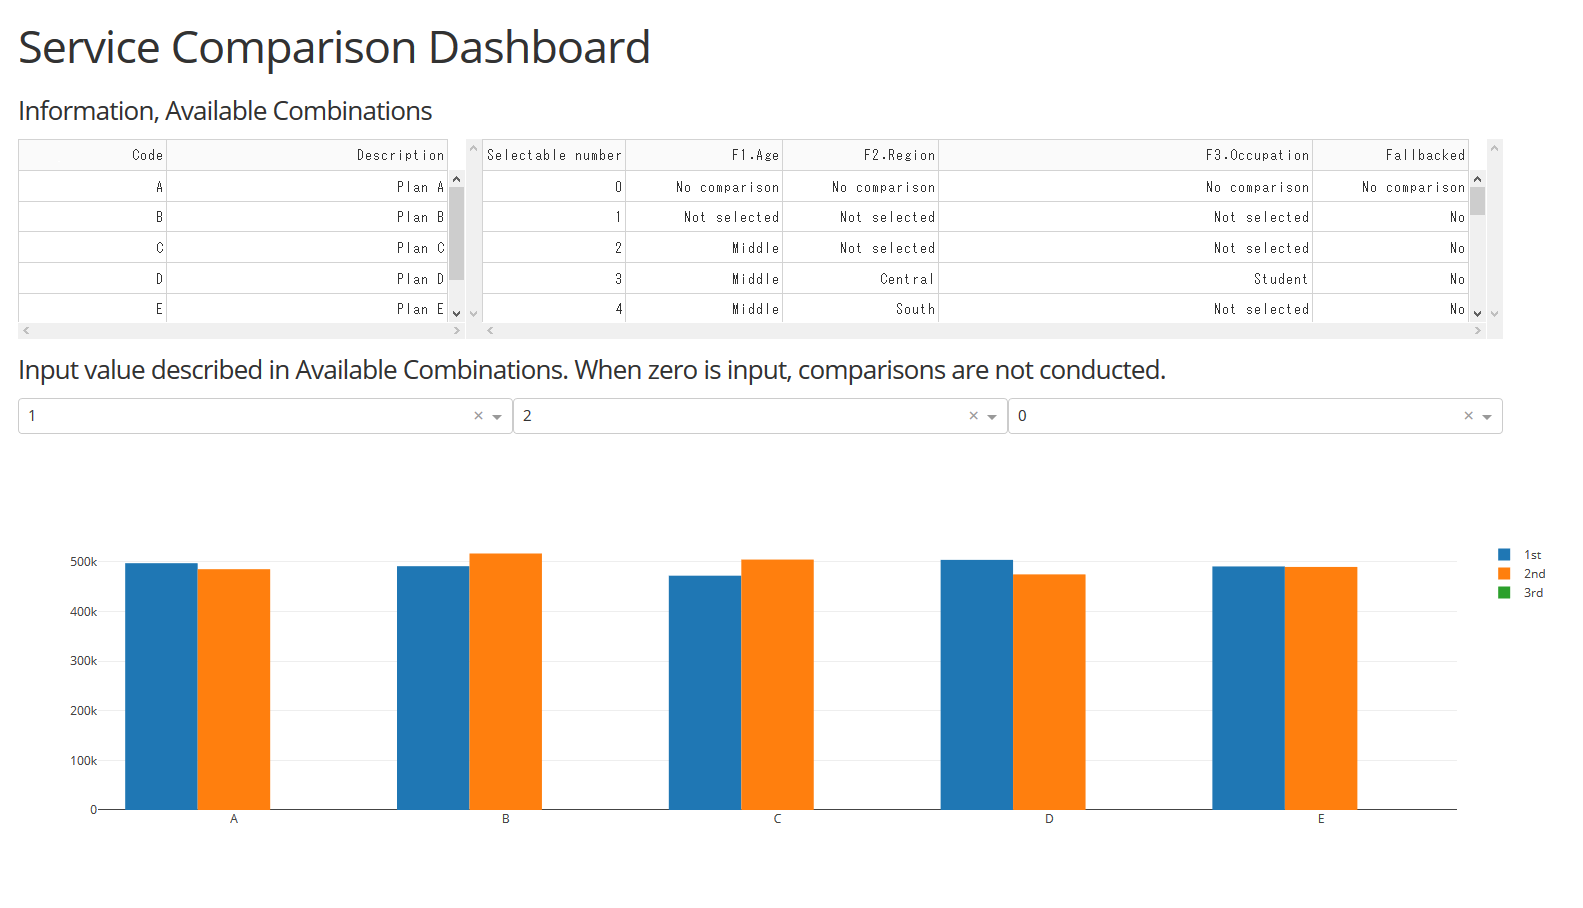 Service Comparison Dashboard
Information, Available Combinations
Code Description Selectable number F1.Age F2.Region F3.Occupation Fallbacked
A Plan A 0 No comparison No comparison No comparison No comparison
B Plan B 1 Not selected Not selected Not selected No
C Plan C 2 Middle Not selected Not selected No
D Plan D 3 Middle Central Student No
E Plan E 4 Middle South Not selected No
Input value described in Available Combinations. When zero is input, comparisons are not conducted.
1 2 0
500k
400k
300k
200k
100k
0
A B C D E
1st
2nd
3rd